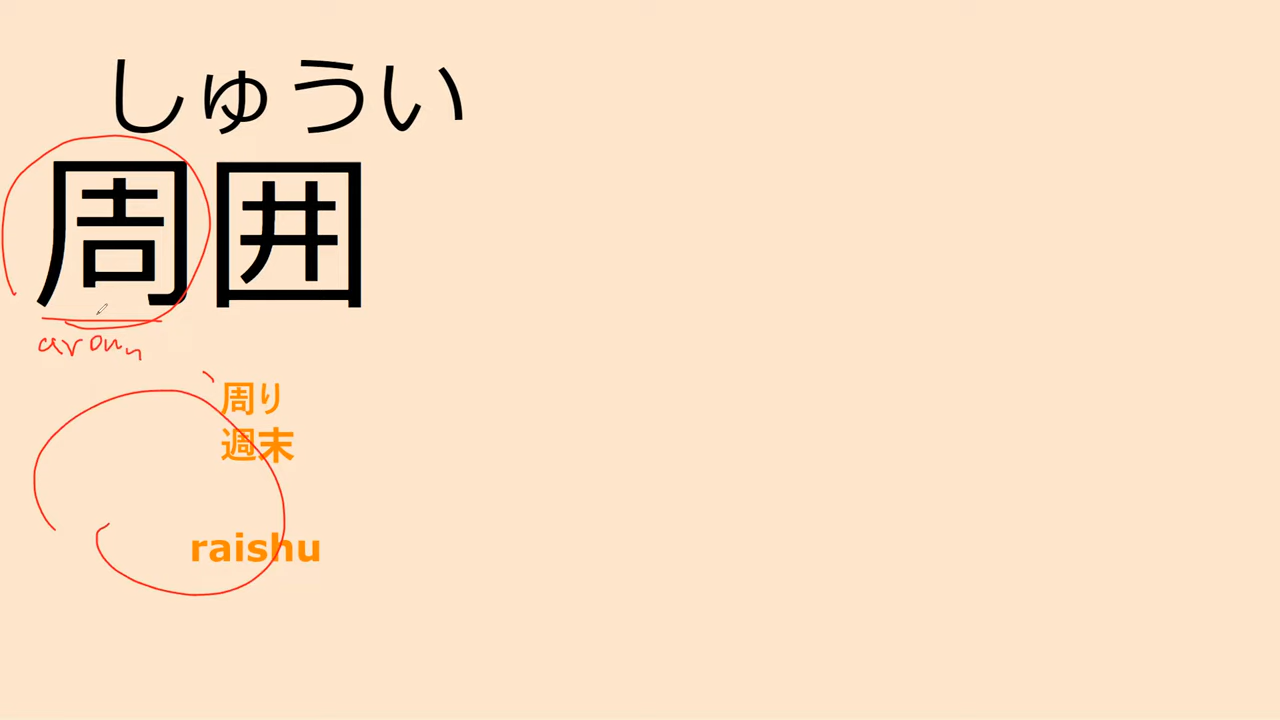 しゅうい
周囲
aroun
周り
週末
raishu